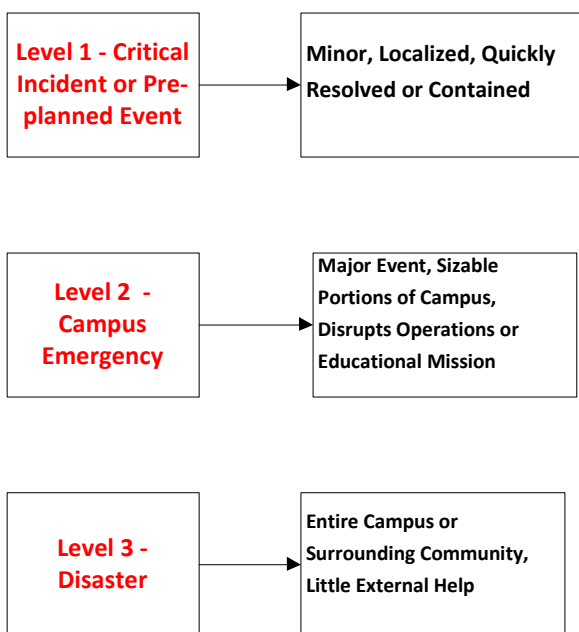 Level 1 - Critical
Incident or Pre-
planned Event
Minor, Localized, Quickly
Resolved or Contained
Level 2 -
Campus
Emergency
Major Event, Sizable
Portions of Campus,
Disrupts Operations or
Educational Mission
Level 3 -
Disaster
Entire Campus or
Surrounding Community,
Little External Help